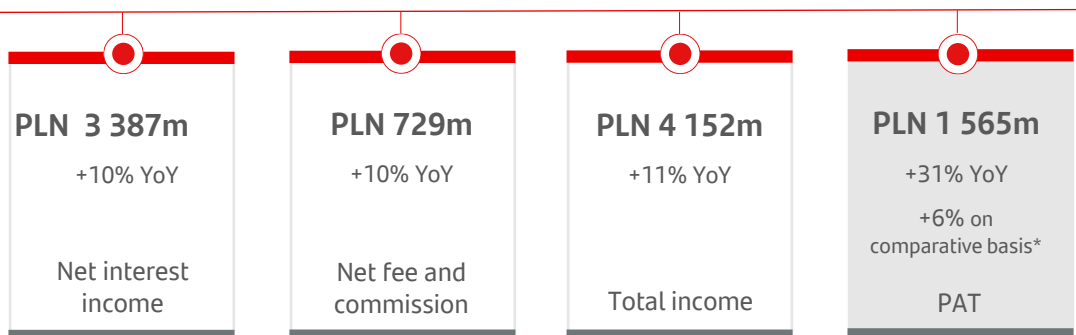 PLN 3 387m
+10% YoY
Net interest
income
PLN 729m
+10% YoY
Net fee and
commission
PLN 4 152m
+11% YoY
Total income
PLN 1 565m
+31% YoY
+6% on
comparative basis*
PAT